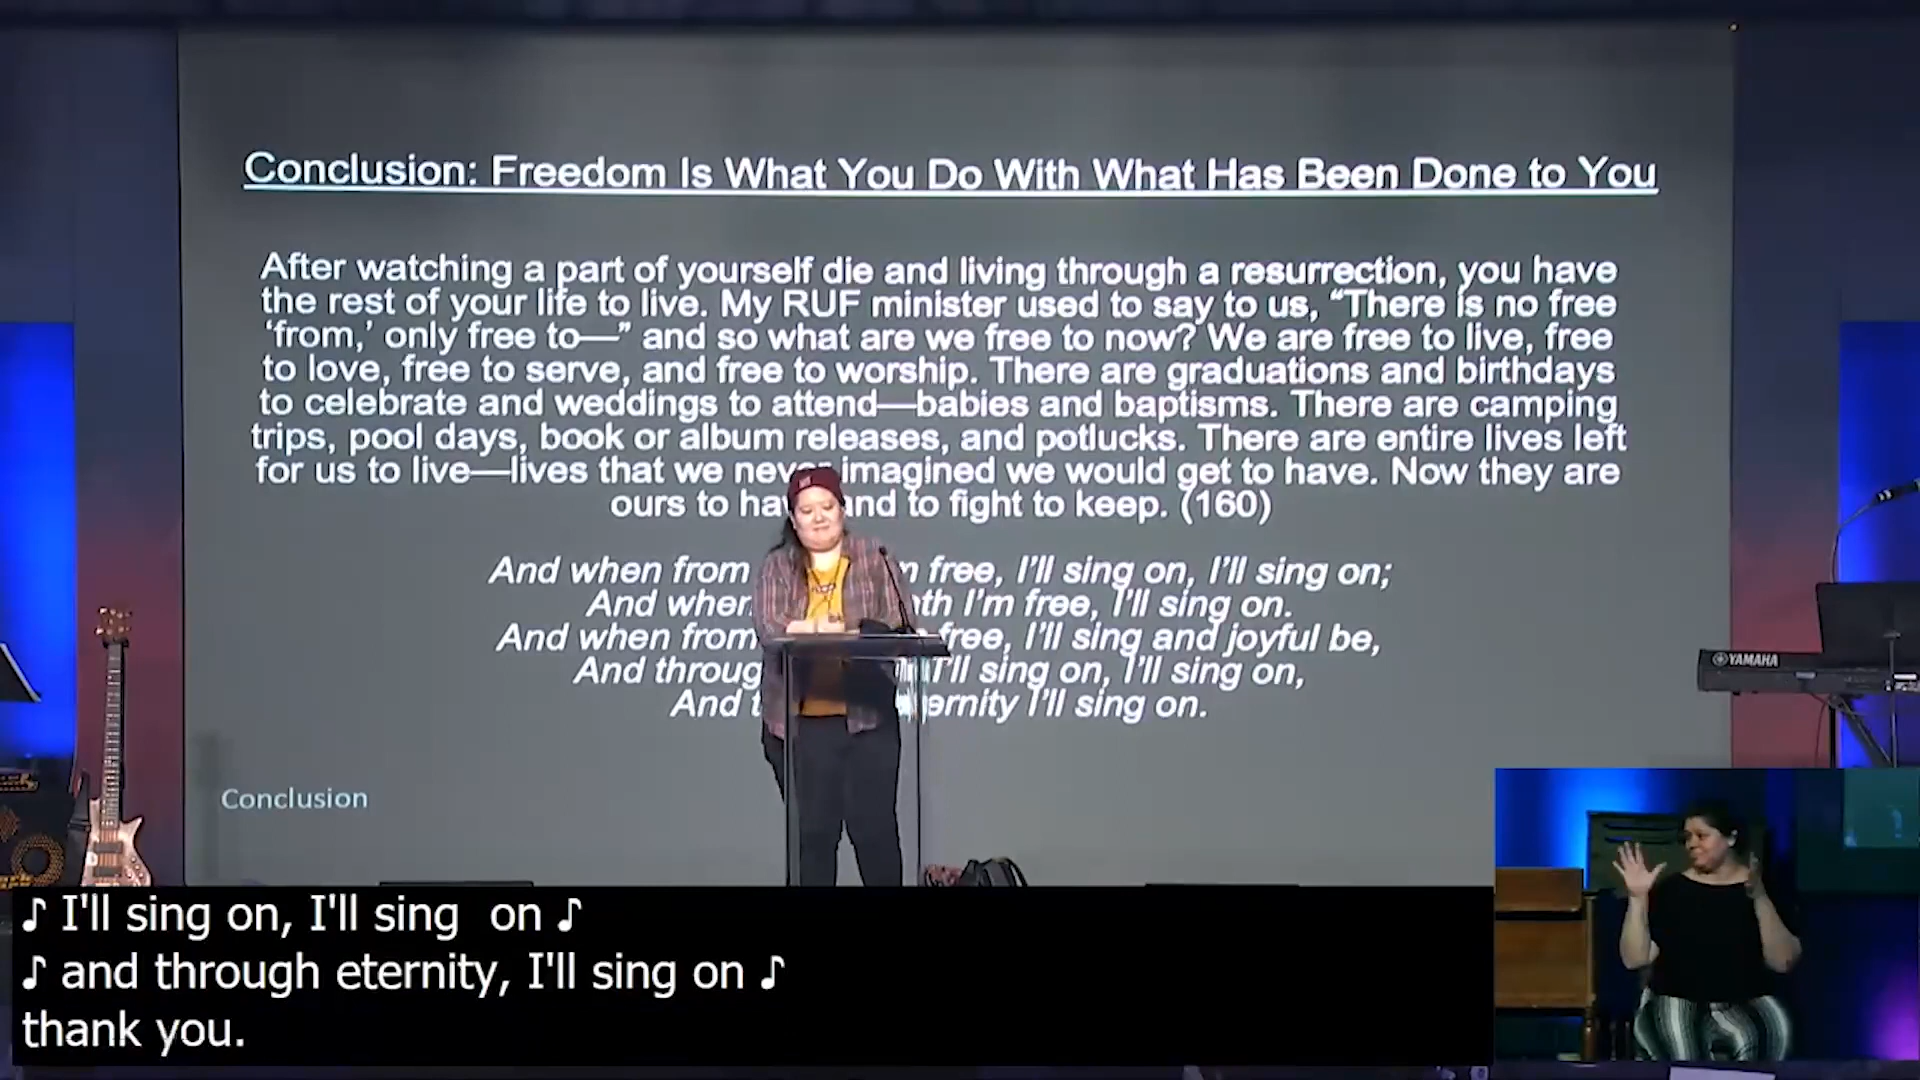 Conclusion: Freedom Is What You Do With What Has Been Done to You
After watching a part of yourself die and living through a resurrection, you have
the rest of your life to live. My RUF minister used to say to us, “There is no free
‘from,’ only free to—” and so what are we free to now? We are free to live, free
to love, free to serve, and free to worship. There are graduations and birthdays
to celebrate and weddings to attend—babies and baptisms. There are camping
trips, pool days, book or album releases, and potlucks. There are entire lives left
for us to live—lives that we never imagined we would get to have. Now they are
ours to have and to fight to keep. (160)
And when from free, I’ll sing on, I’ll sing on;
And when I’m free, I’ll sing on.
And when from free, I’ll sing and joyful be,
And through I’ll sing on, I’ll sing on,
And eternity I’ll sing on.
Conclusion
YAMAHA
♪ I'll sing on, I'll sing on ♪
♪ and through eternity, I'll sing on ♪
thank you.